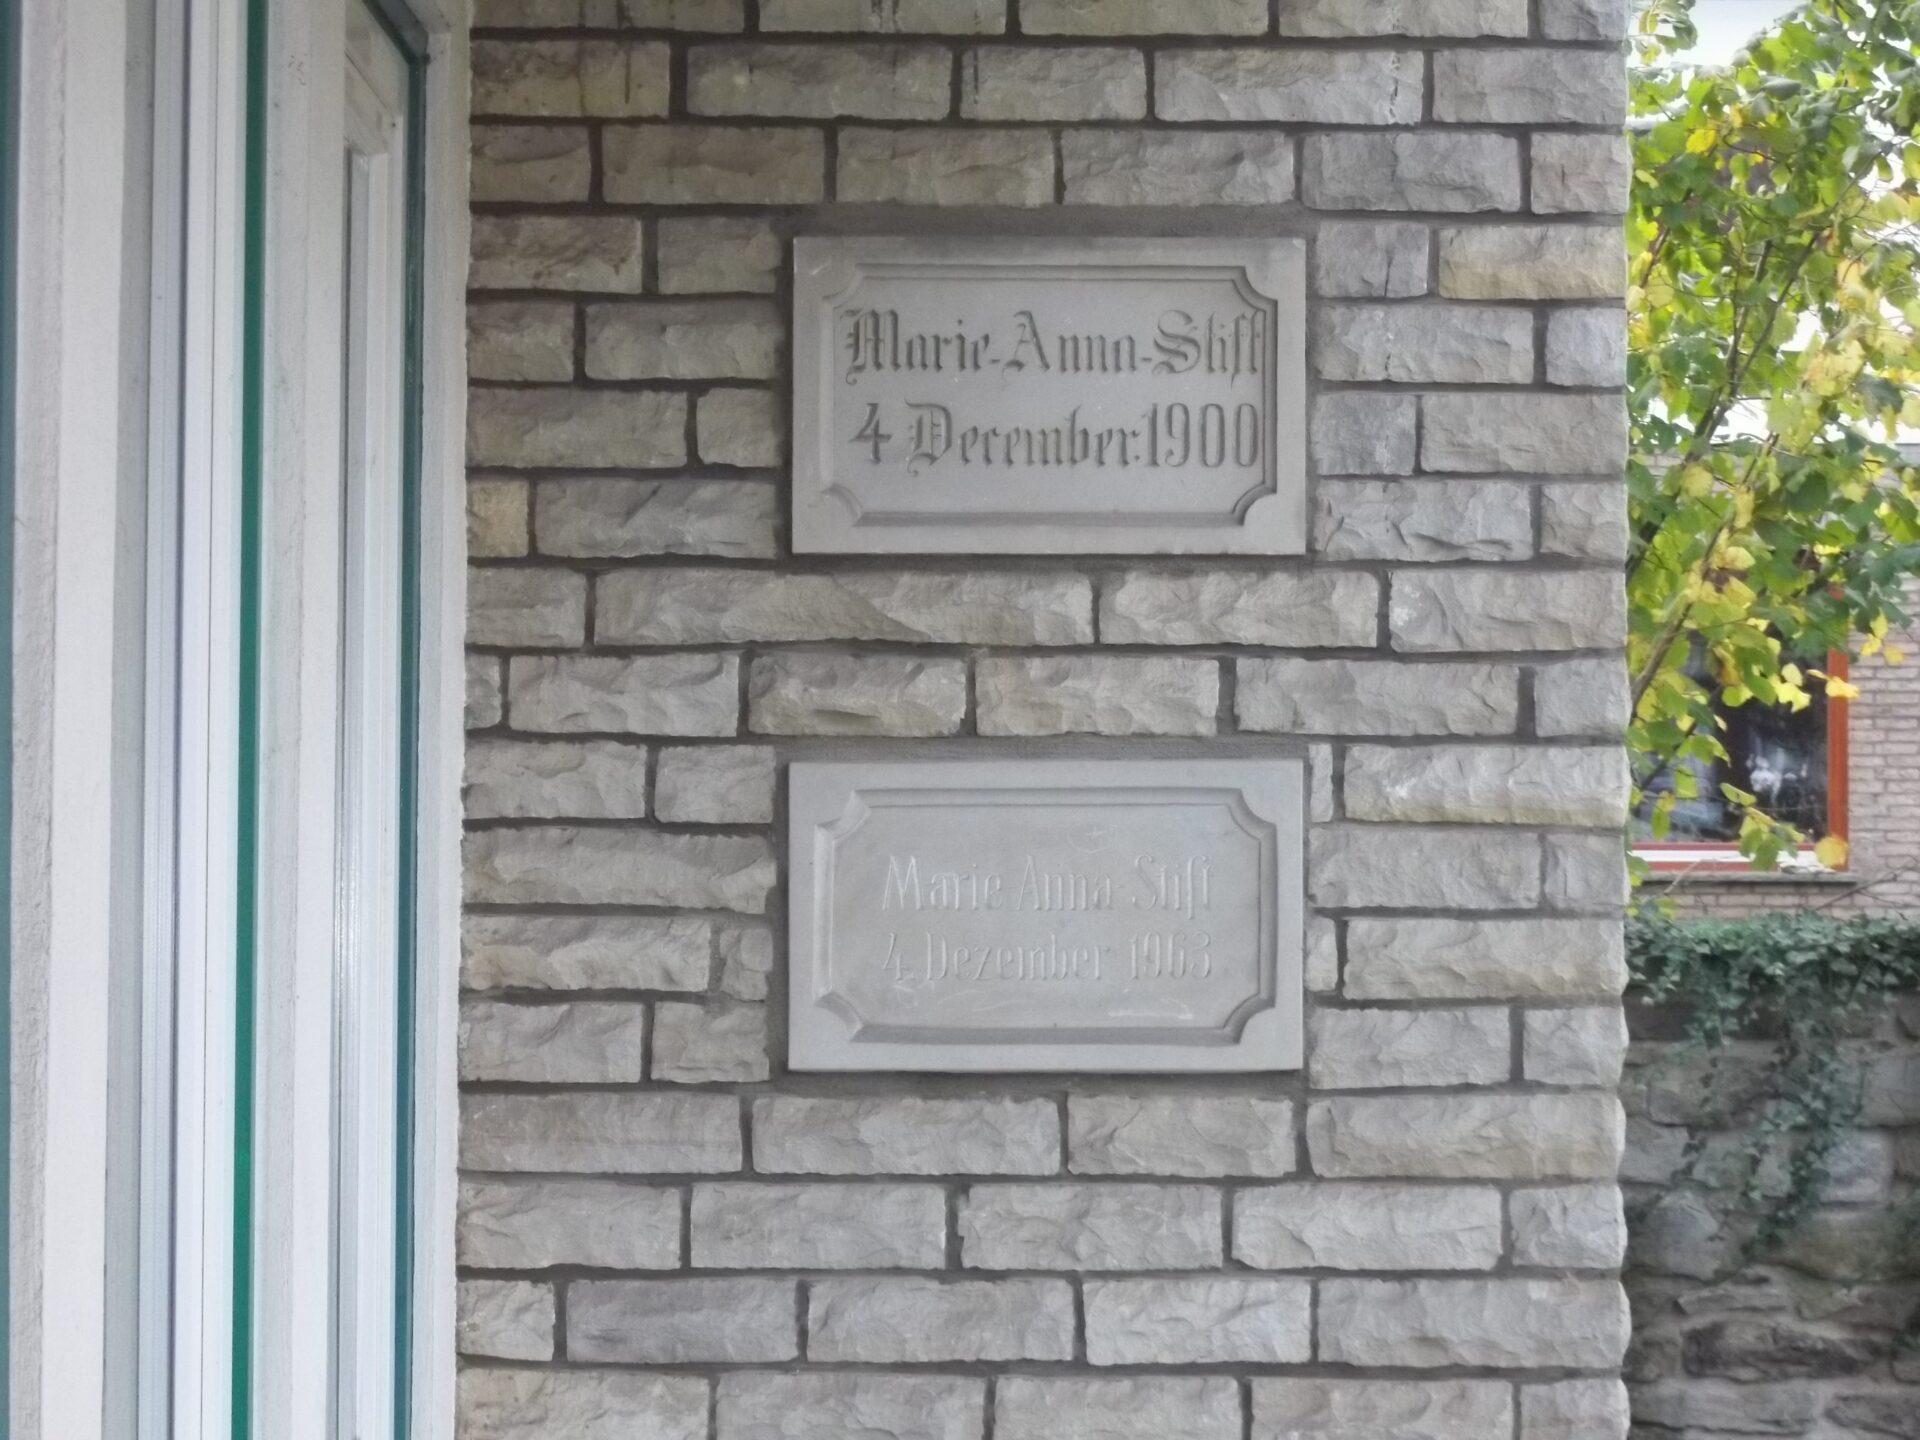 Marie-Anna-Stift
4 December.1900
Marie-Anna-Stift
4. Dezember 1963